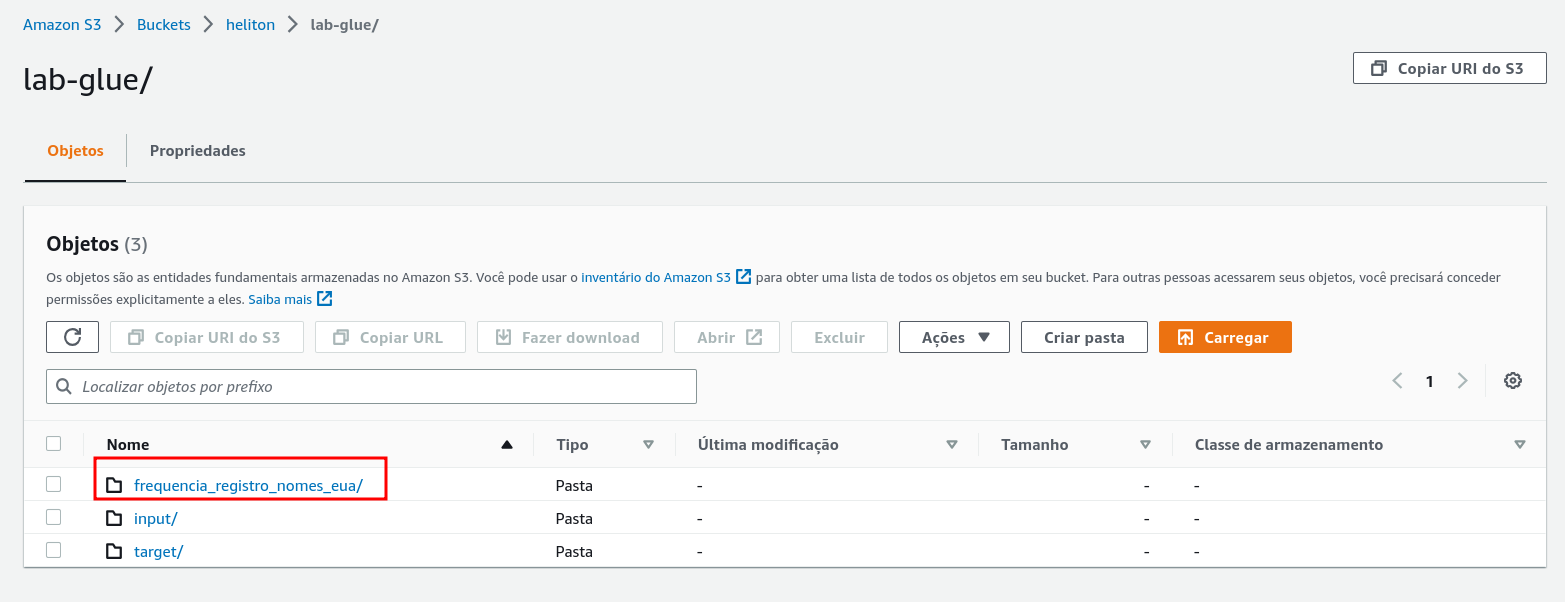 Amazon S3 > Buckets > heliton > lab-glue/
lab-glue/
Copiar URI do S3
Objetos Propriedades
Objetos (3)
Os objetos são as entidades fundamentais armazenadas no Amazon S3. Você pode usar o inventário do Amazon S3 para obter uma lista de todos os objetos em seu bucket. Para outras pessoas acessarem seus objetos, você precisará conceder
permissões explicitamente a eles. Saiba mais
Copiar URI do S3 Copiar URL Fazer download Abrir Excluir Ações Criar pasta Carregar
Localizar objetos por prefixo
1
Nome Tipo Última modificação Tamanho Classe de armazenamento
frequencia_registro_nomes_eua/ Pasta - - -
input/ Pasta - - -
target/ Pasta - - -